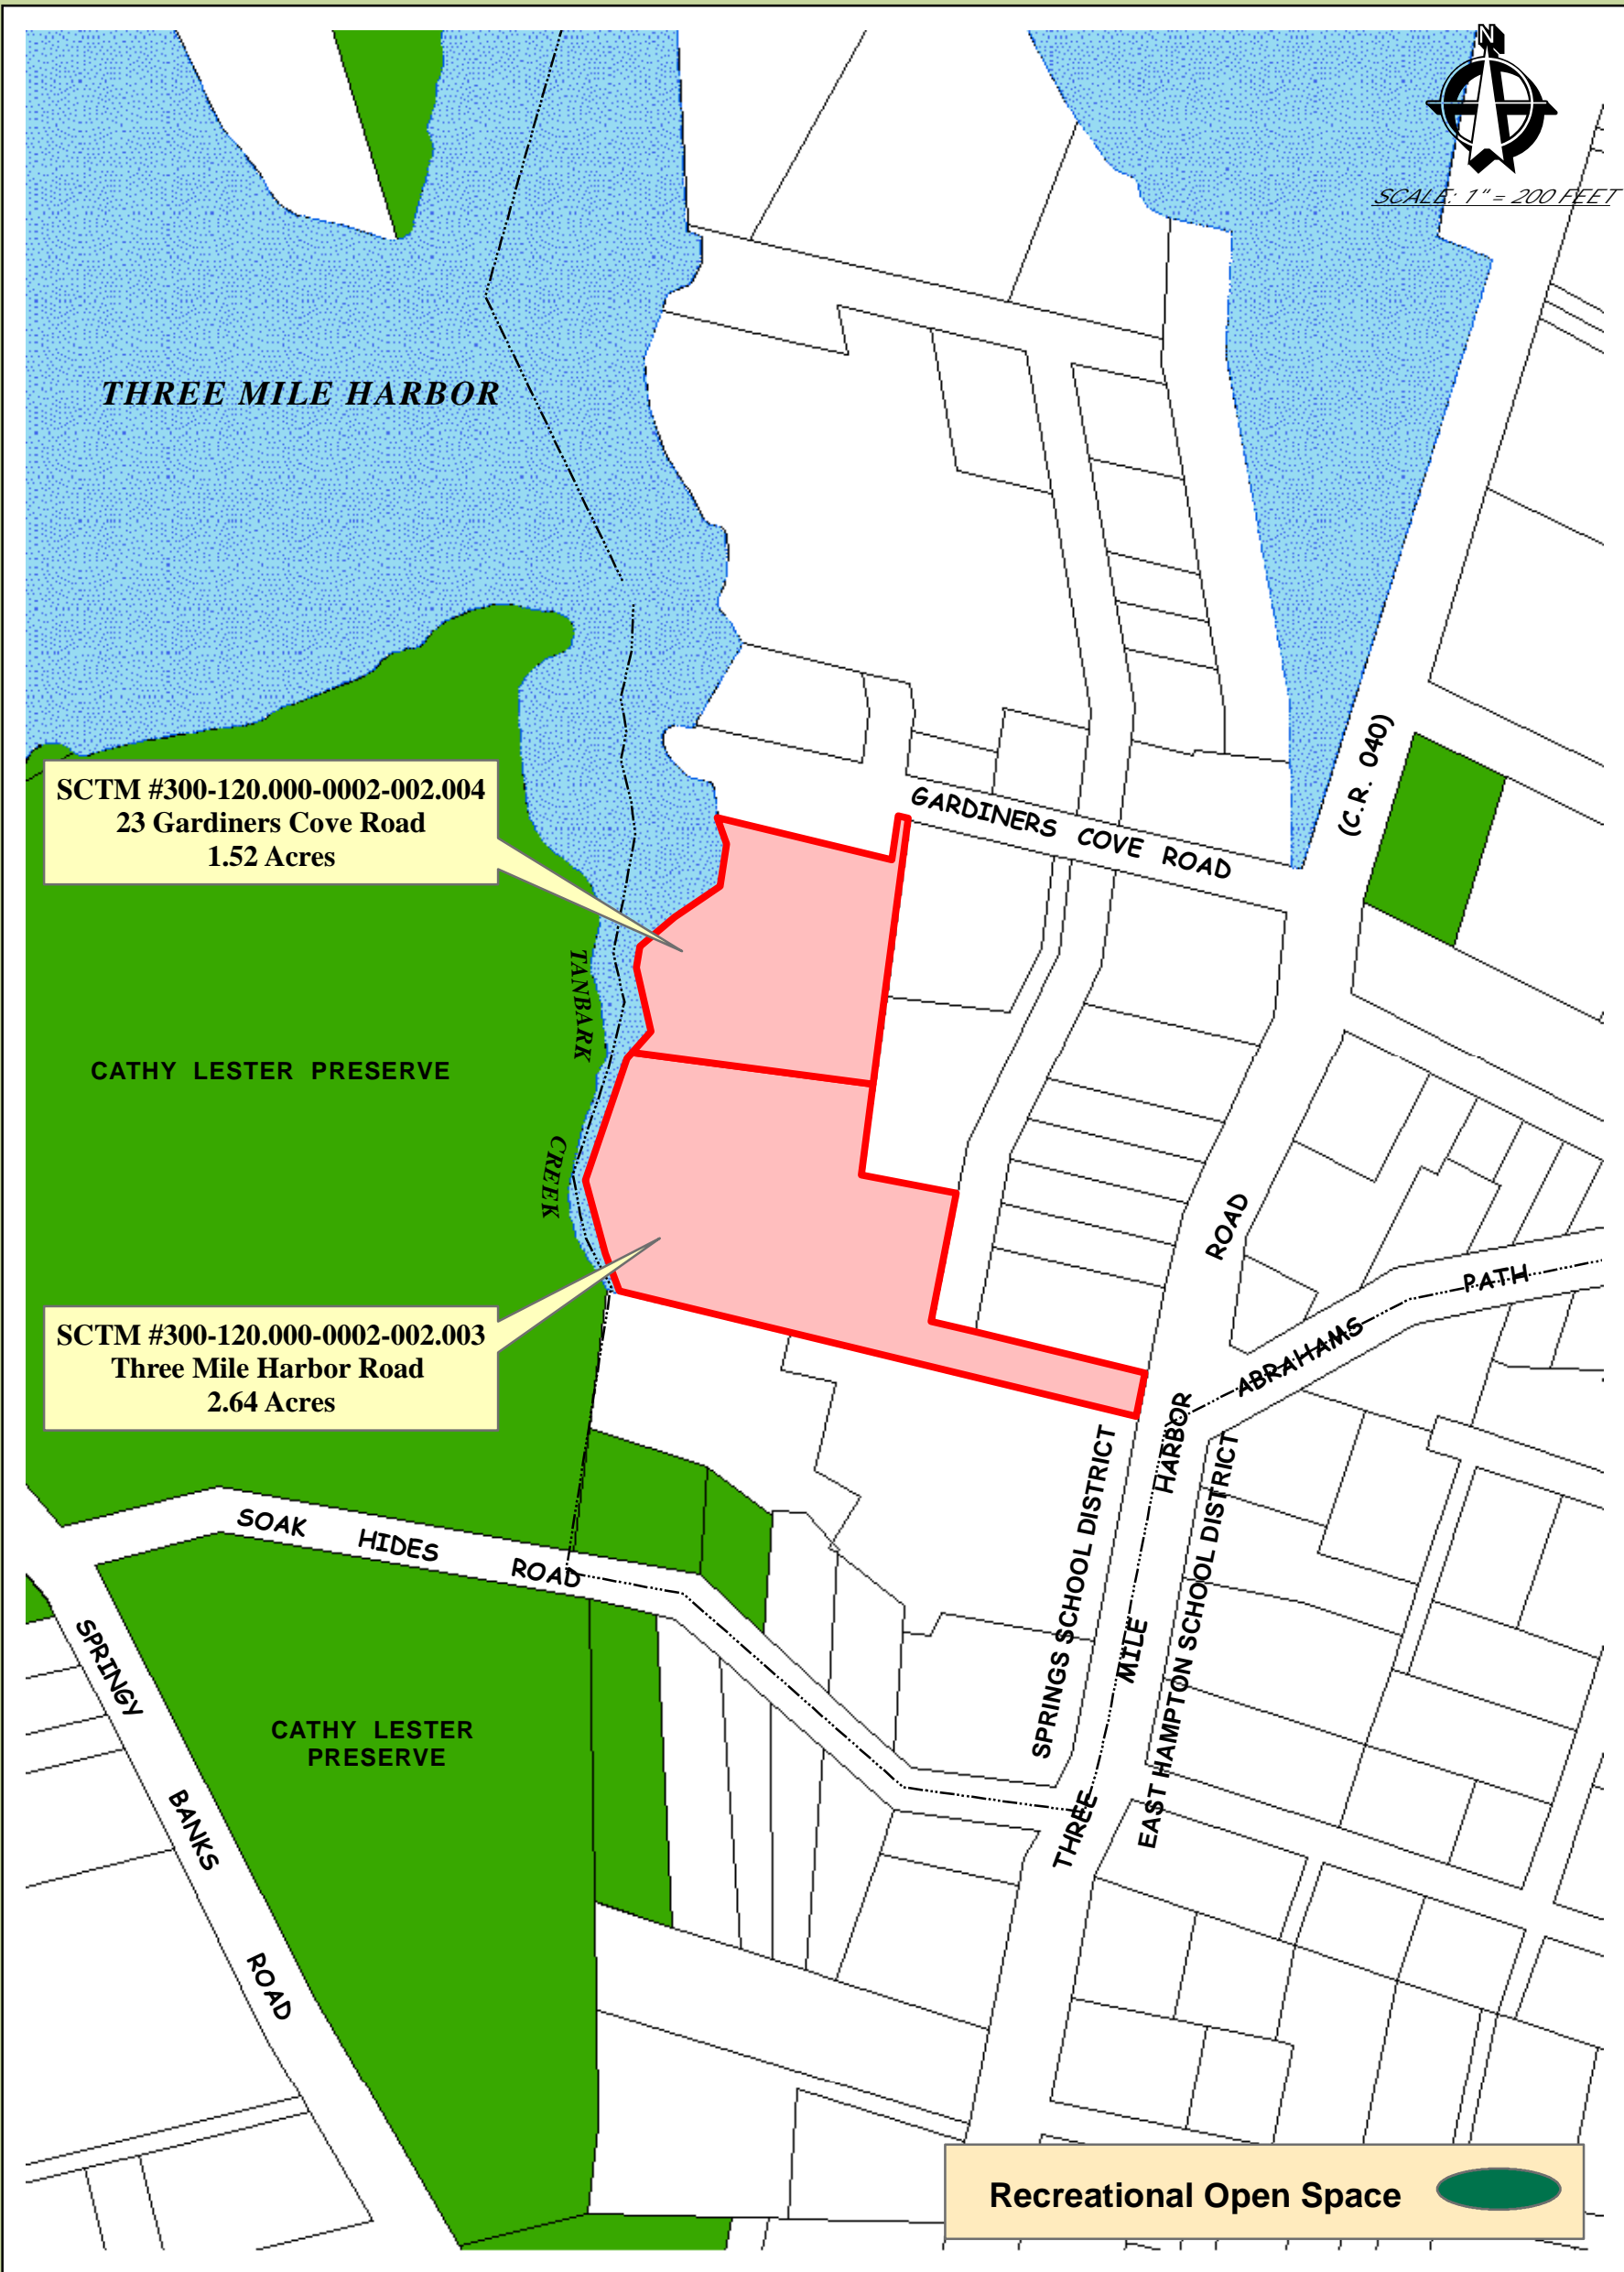 N
SCALE: 1" = 200 FEET
THREE MILE HARBOR
(C.R. 040)
SCTM #300-120.000-0002-002.004
23 Gardiners Cove Road
1.52 Acres
GARDINERS COVE ROAD
TANBARK
CREEK
CATHY LESTER PRESERVE
ROAD
PATH
ABRAHAMS
SCTM #300-120.000-0002-002.003
Three Mile Harbor Road
2.64 Acres
HARBOR
SPRINGS SCHOOL DISTRICT
EAST HAMPTON SCHOOL DISTRICT
SOAK HIDES ROAD
MILE
THREE
SPRINGY
BANKS
ROAD
CATHY LESTER
PRESERVE
Recreational Open Space